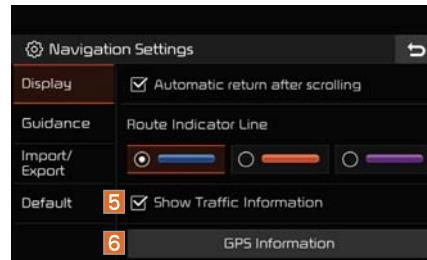 Navigation Settings
Display
Automatic return after scrolling
Guidance
Route Indicator Line
Import/
Export
Default
5
Show Traffic Information
6
GPS Information